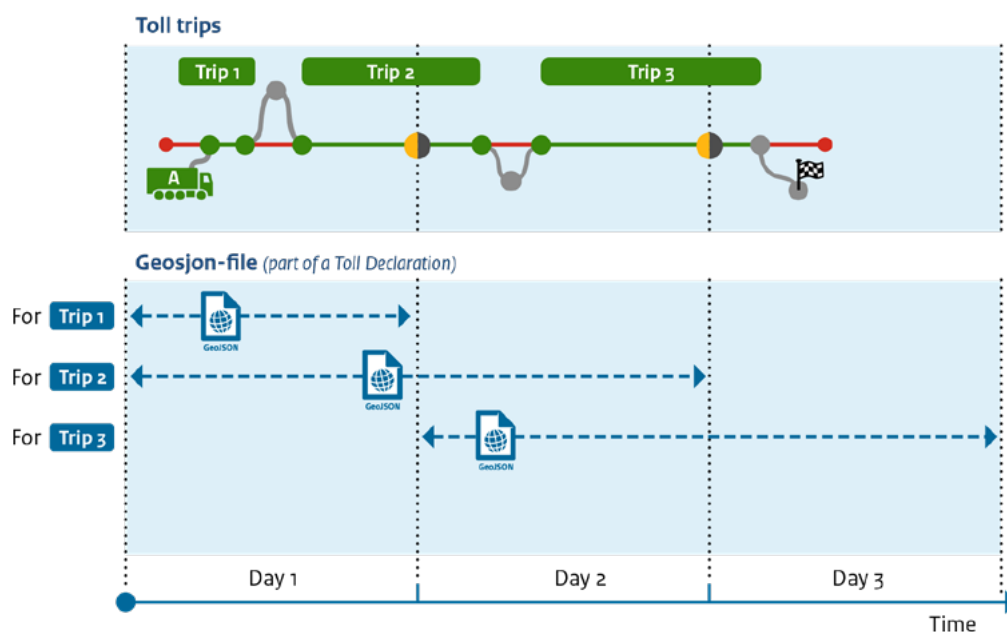 Toll trips
Trip 1
Trip 2
Trip 3
A
Geosjon-file (part of a Toll Declaration)
For Trip 1
GeoJSON
For Trip 2
GeoJSON
For Trip 3
GeoJSON
Day 1
Day 2
Day 3
Time